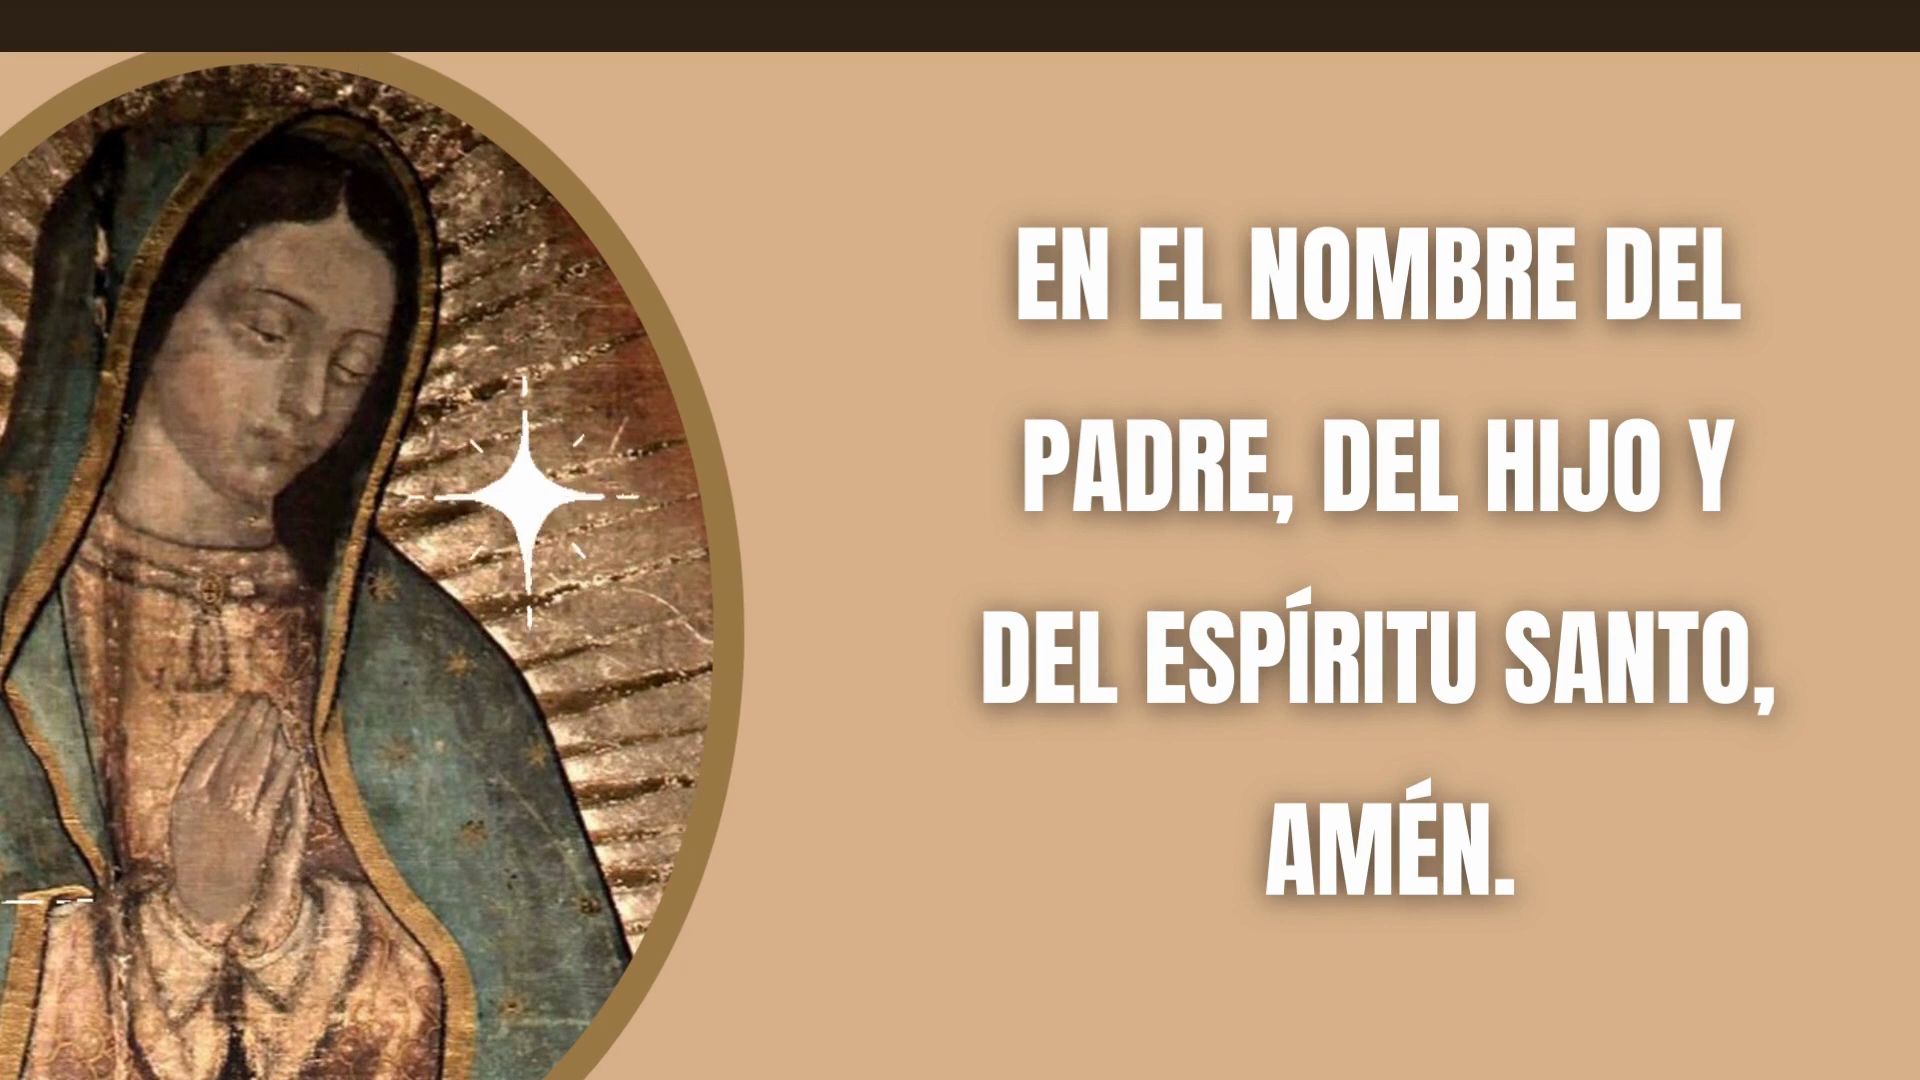 EN EL NOMBRE DEL
PADRE, DEL HIJO Y
DEL ESPÍRITU SANTO,
AMÉN.